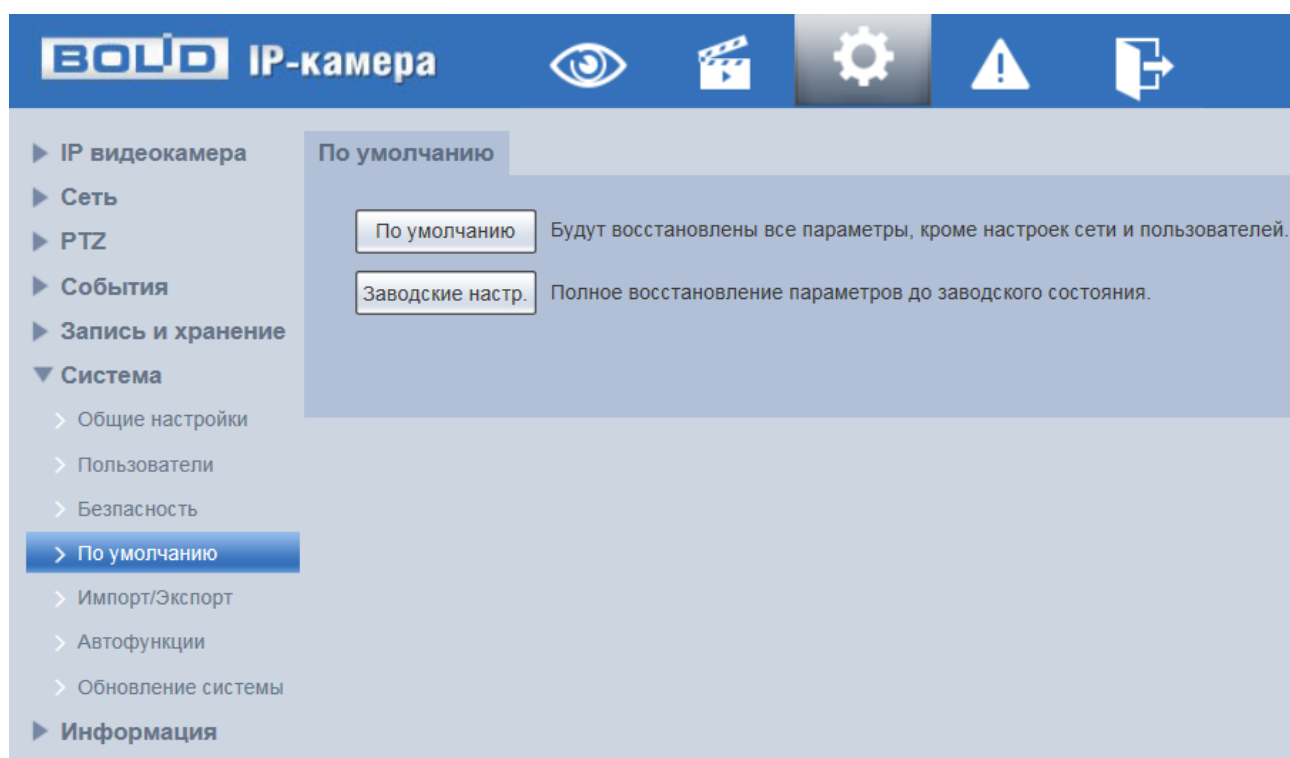 BOLID IP-камера
IP видеокамера
Сеть
PTZ
События
Запись и хранение
Система
Общие настройки
Пользователи
Безпасность
По умолчанию
Импорт/Экспорт
Автофункции
Обновление системы
Информация
По умолчанию
По умолчанию Будут восстановлены все параметры, кроме настроек сети и пользователей.
Заводские настр. Полное восстановление параметров до заводского состояния.